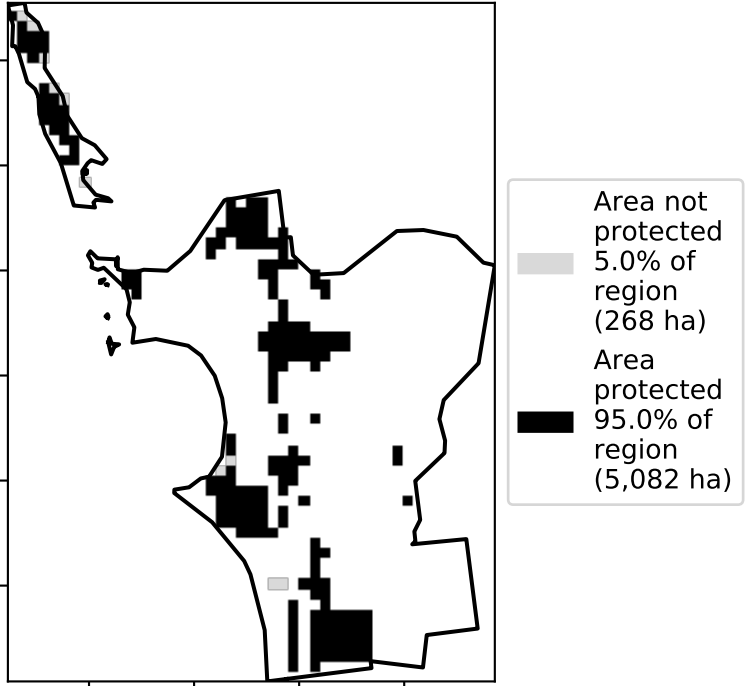 Area not
protected
5.0% of
region
(268 ha)
Area
protected
95.0% of
region
(5,082 ha)